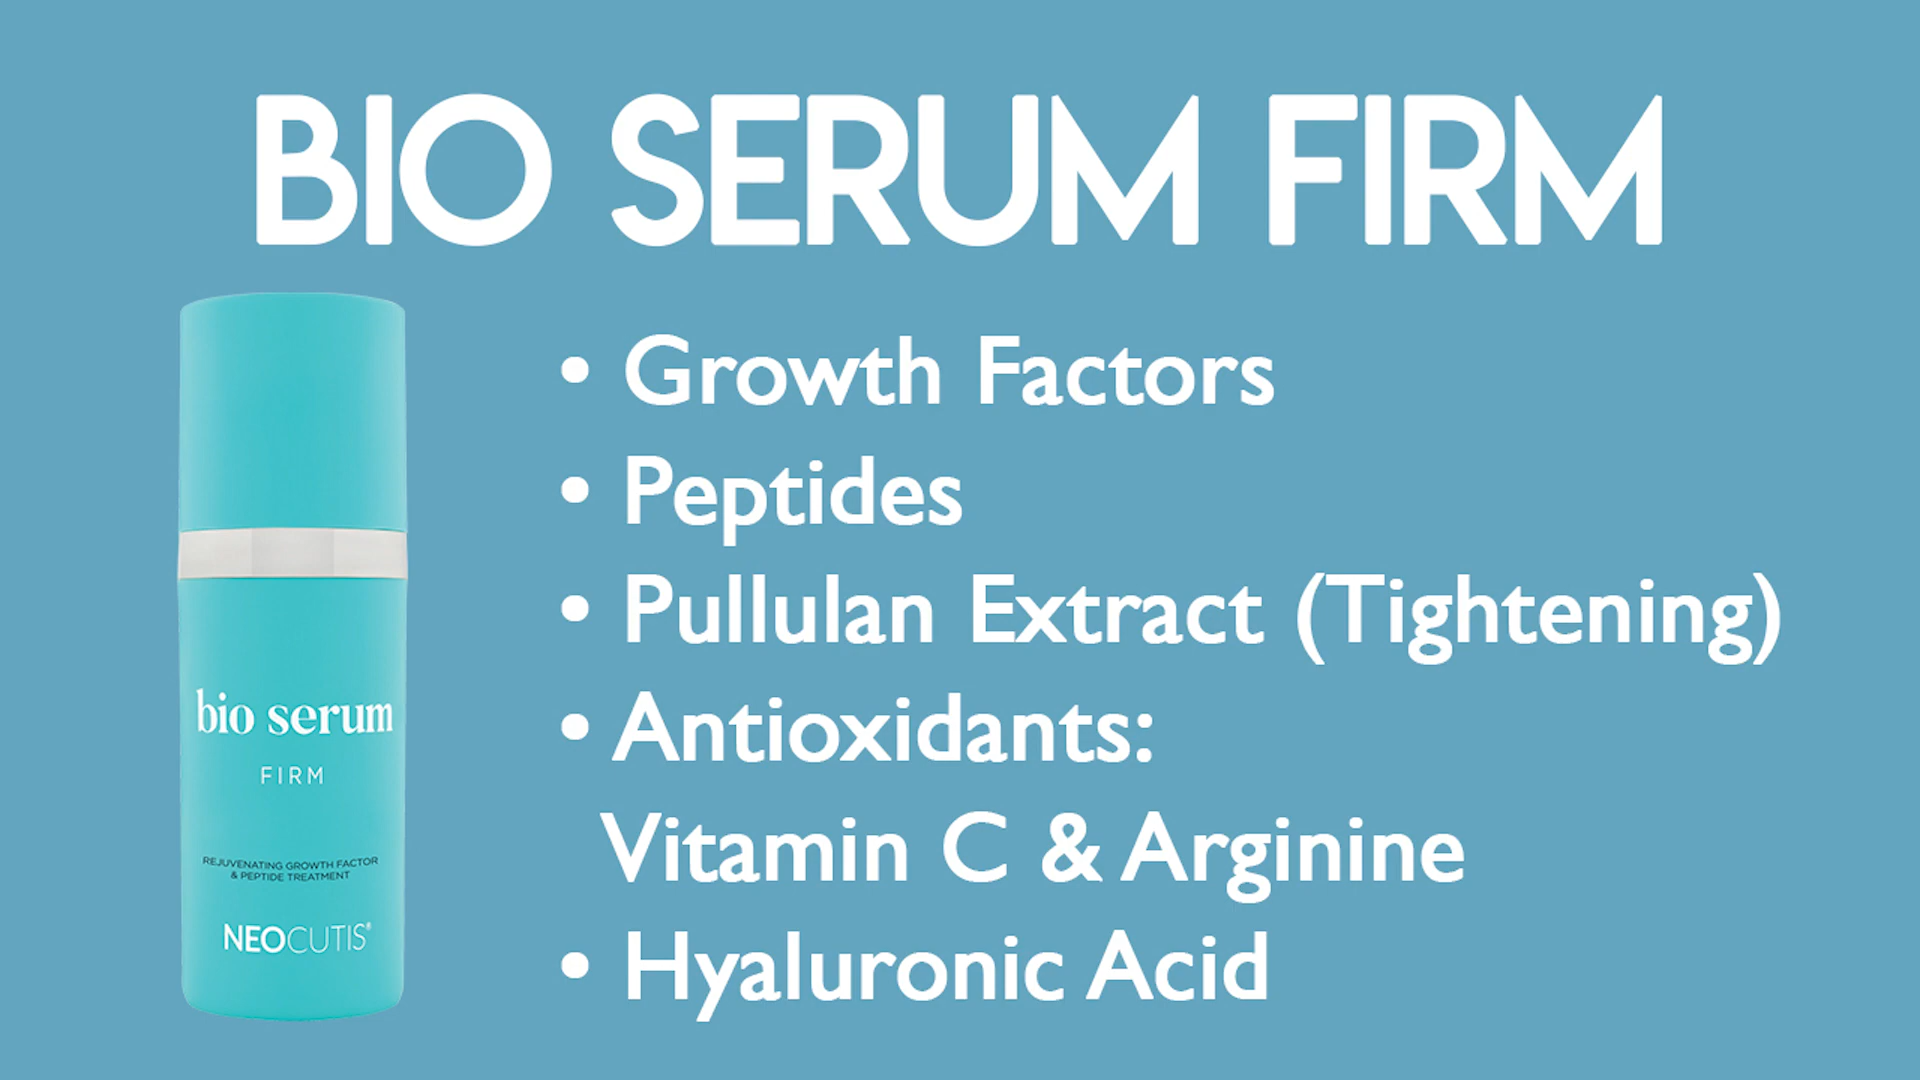 BIO SERUM FIRM
• Growth Factors
• Peptides
• Pullulan Extract (Tightening)
• Antioxidants:
Vitamin C & Arginine
• Hyaluronic Acid
bio serum
FIRM
REJUVENATING GROWTH FACTOR
& PEPTIDE TREATMENT
NEOCUTIS®